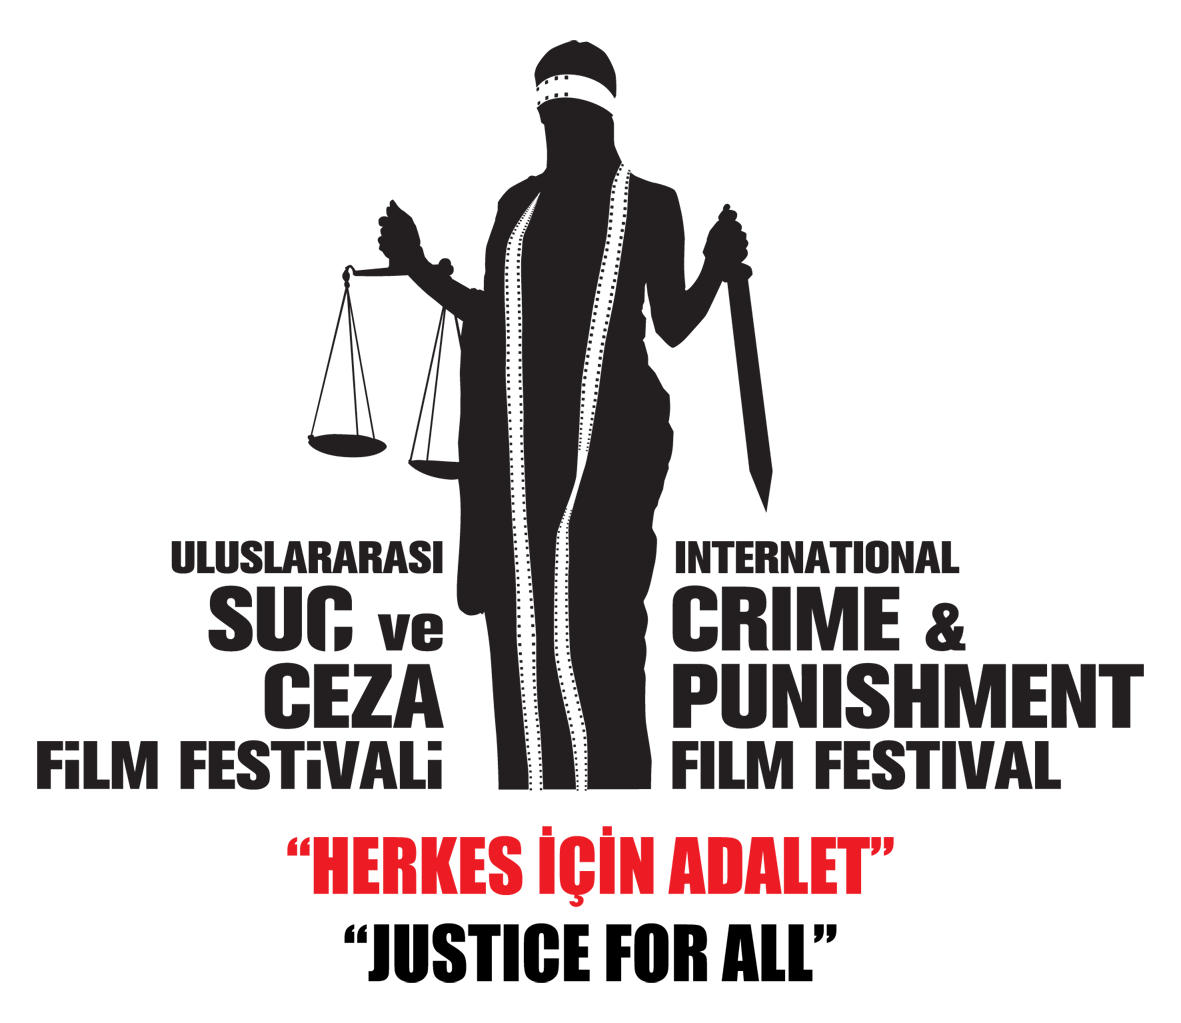 ULUSLARARASI
SUÇ ve
CEZA
FiLM FESTiVALi
INTERNATIONAL
CRIME &
PUNISHMENT
FILM FESTIVAL
“HERKES İÇİN ADALET”
“JUSTICE FOR ALL”